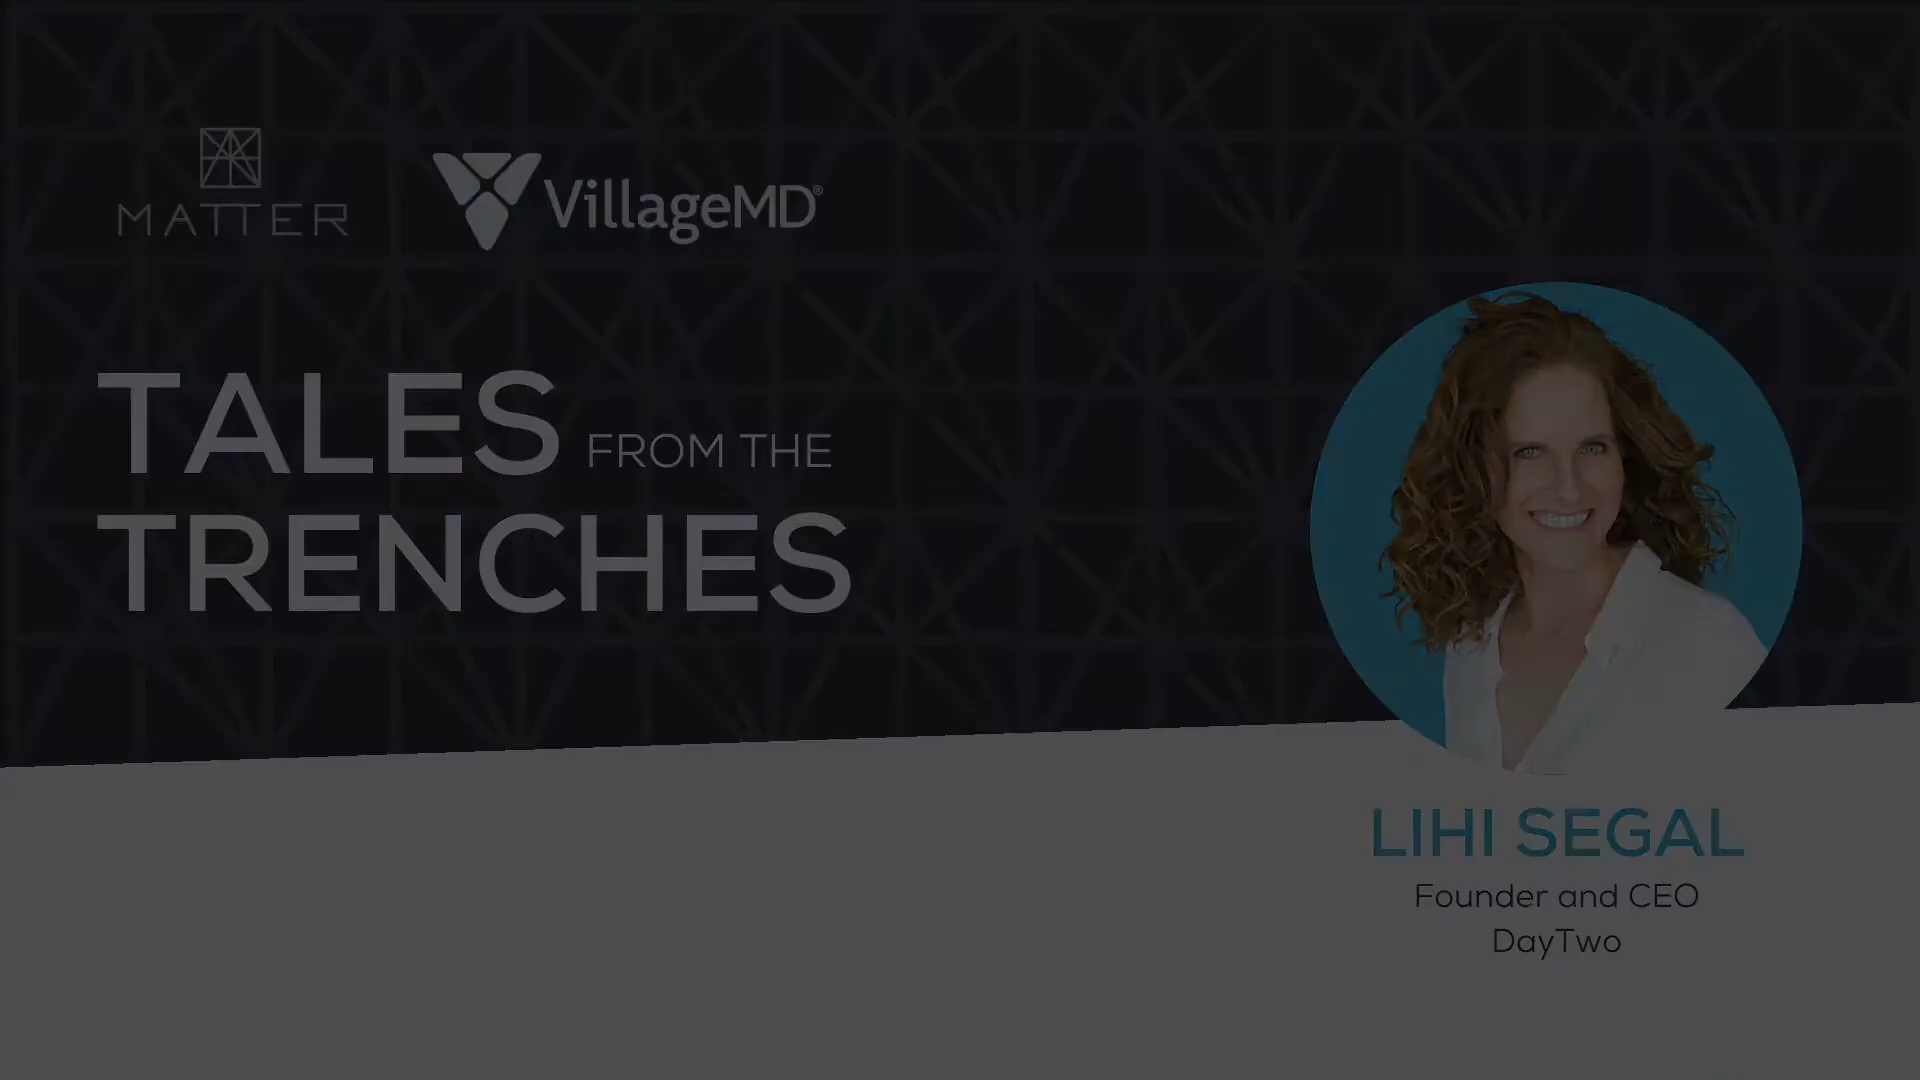 MATTER
VillageMD®
TALES FROM THE
TRENCHES
LIHI SEGAL
Founder and CEO
DayTwo